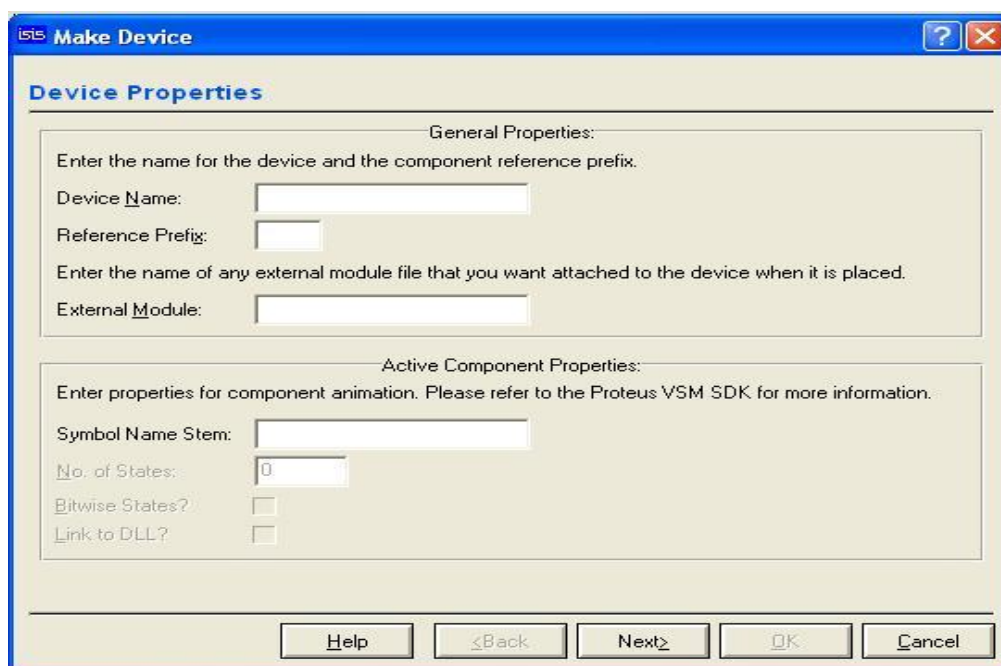 isis Make Device
Device Properties
General Properties:
Enter the name for the device and the component reference prefix.
Device Name:
Reference Prefix:
Enter the name of any external module file that you want attached to the device when it is placed.
External Module:
Active Component Properties:
Enter properties for component animation. Please refer to the Proteus VSM SDK for more information.
Symbol Name Stem:
No. of States: 0
Bitwise States?
Link to DLL?
Help <Back Next> OK Cancel